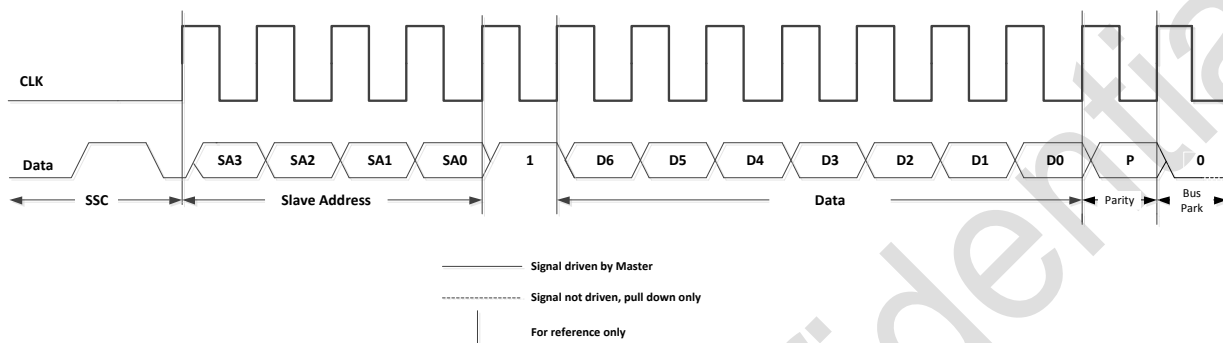 CLK
Data SA3 SA2 SA1 SA0 1 D6 D5 D4 D3 D2 D1 D0 P 0
SSC Slave Address Data Parity Bus
Park
Signal driven by Master
Signal not driven, pull down only
For reference only